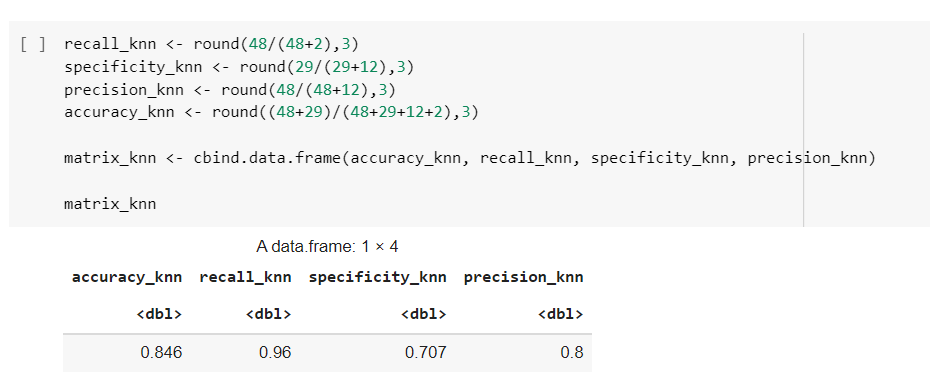 [ ] recall_knn <- round(48/(48+2),3)
specificity_knn <- round(29/(29+12),3)
precision_knn <- round(48/(48+12),3)
accuracy_knn <- round((48+29)/(48+29+12+2),3)
matrix_knn <- cbind.data.frame(accuracy_knn, recall_knn, specificity_knn, precision_knn)
matrix_knn
A data.frame: 1 × 4
accuracy_knn recall_knn specificity_knn precision_knn
<dbl> <dbl> <dbl> <dbl>
0.846 0.96 0.707 0.8